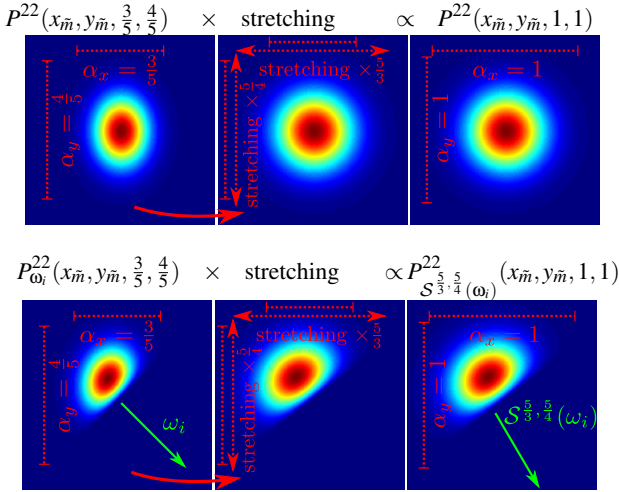 P^{22}(x_{\tilde{m}}, y_{\tilde{m}}, \frac{3}{5}, \frac{4}{5}) × stretching ∝ P^{22}(x_{\tilde{m}}, y_{\tilde{m}}, 1, 1)
α_x = \frac{3}{5}
α_y = \frac{4}{5}
stretching × \frac{5}{3}
stretching × \frac{5}{4}
α_x = 1
α_y = 1
P^{22}_{ω_i}(x_{\tilde{m}}, y_{\tilde{m}}, \frac{3}{5}, \frac{4}{5}) × stretching ∝ P^{22}_{\mathcal{S}^{\frac{5}{3},\frac{5}{4}}(ω_i)}(x_{\tilde{m}}, y_{\tilde{m}}, 1, 1)
α_x = \frac{3}{5}
α_y = \frac{4}{5}
ω_i
stretching × \frac{5}{3}
stretching × \frac{5}{4}
α_x = 1
α_y = 1
\mathcal{S}^{\frac{5}{3},\frac{5}{4}}(ω_i)